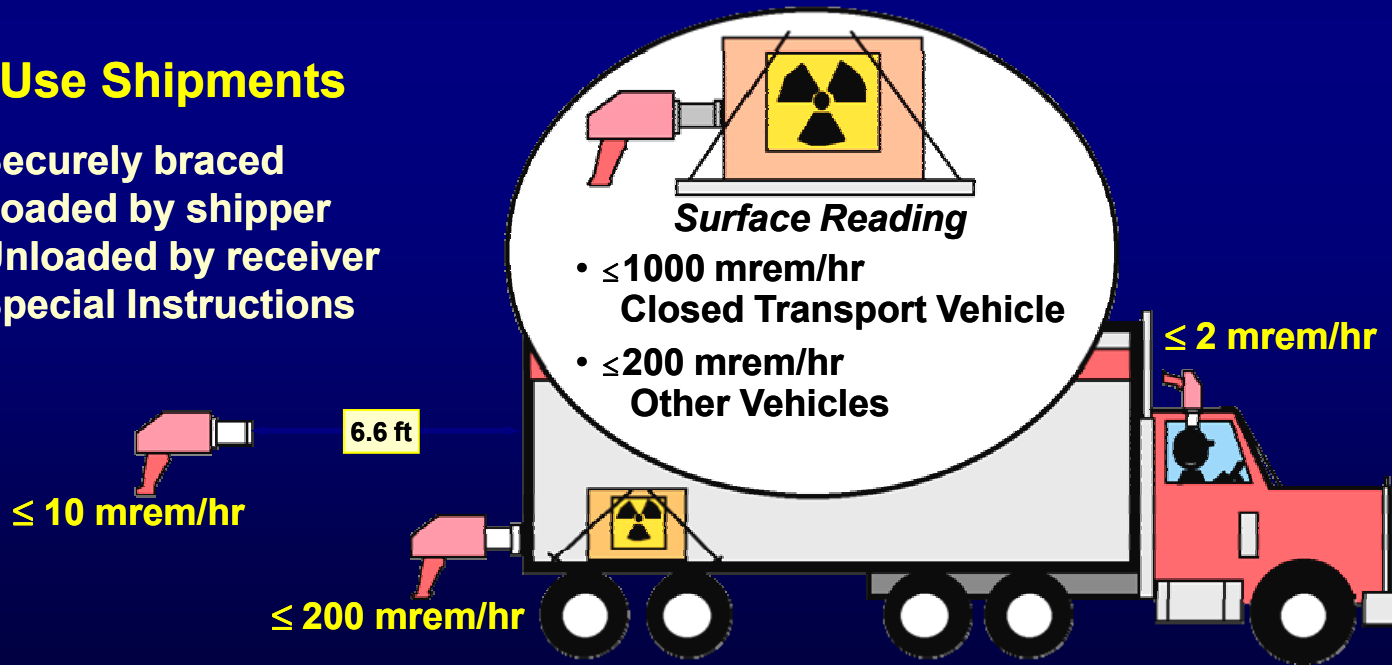 Use Shipments
ecurely braced
oaded by shipper
nloaded by receiver
pecial Instructions
Surface Reading
• ≤1000 mrem/hr
Closed Transport Vehicle
• ≤200 mrem/hr
Other Vehicles
≤ 2 mrem/hr
6.6 ft
≤ 10 mrem/hr
≤ 200 mrem/hr